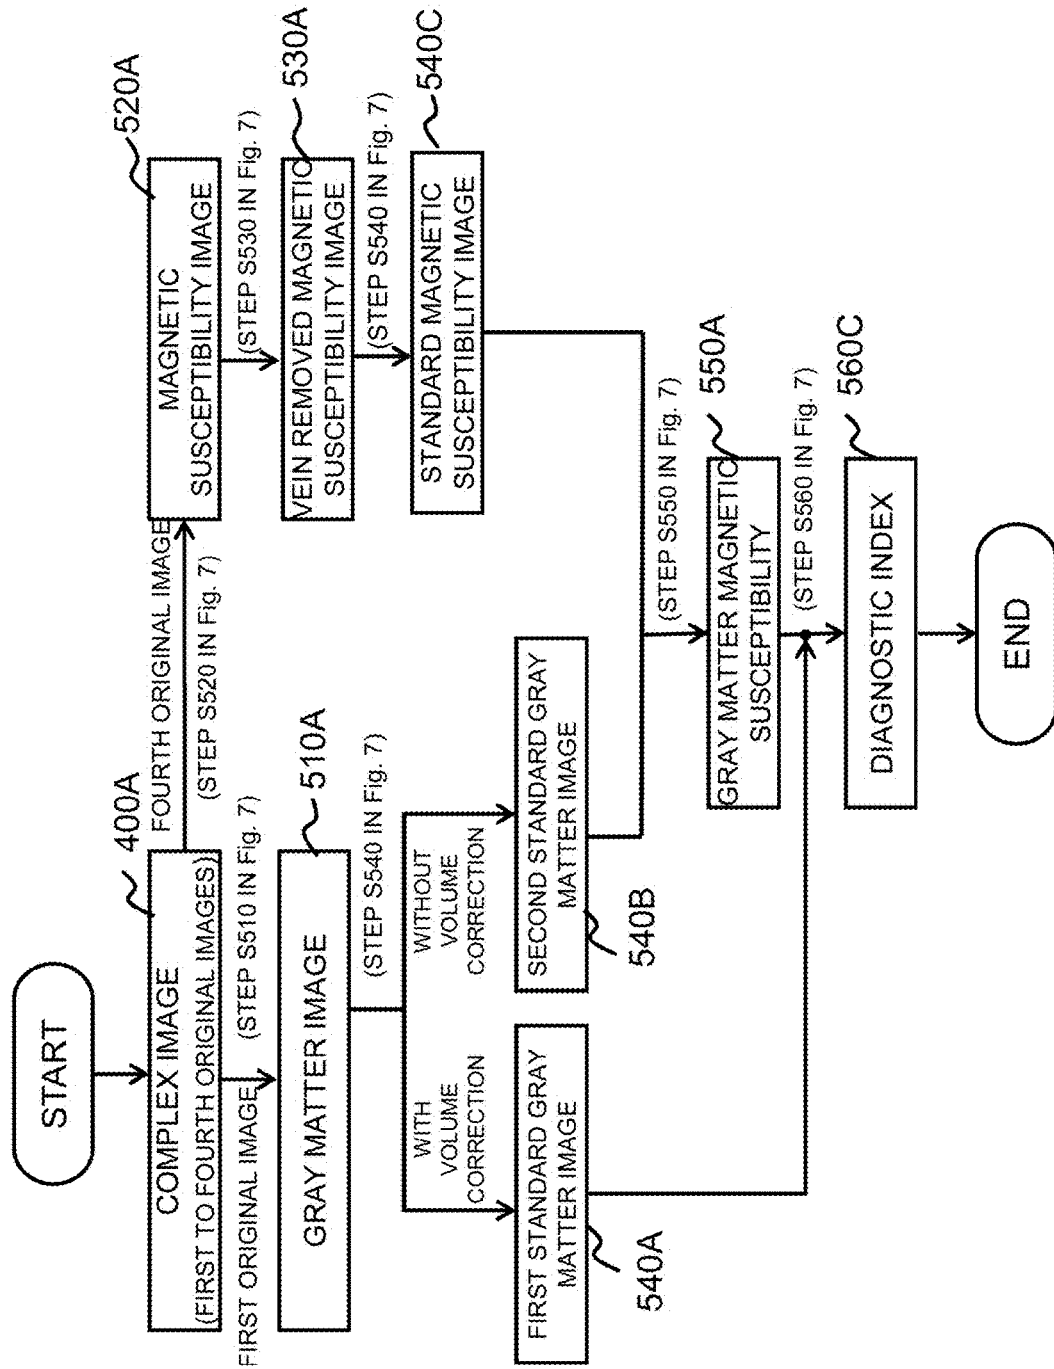 START
400A
COMPLEX IMAGE
(FIRST TO FOURTH ORIGINAL IMAGES)
FOURTH ORIGINAL IMAGE
(STEP S520 IN Fig. 7)
520A
MAGNETIC
SUSCEPTIBILITY IMAGE
FIRST ORIGINAL IMAGE
(STEP S510 IN Fig. 7)
(STEP S530 IN Fig. 7)
510A
GRAY MATTER IMAGE
530A
VEIN REMOVED MAGNETIC
SUSCEPTIBILITY IMAGE
(STEP S540 IN Fig. 7)
(STEP S540 IN Fig. 7)
540C
WITH
VOLUME
CORRECTION
WITHOUT
VOLUME
CORRECTION
STANDARD MAGNETIC
SUSCEPTIBILITY IMAGE
FIRST STANDARD GRAY
MATTER IMAGE
540A
SECOND STANDARD GRAY
MATTER IMAGE
540B
(STEP S550 IN Fig. 7)
550A
GRAY MATTER MAGNETIC
SUSCEPTIBILITY
(STEP S560 IN Fig. 7)
560C
DIAGNOSTIC INDEX
END